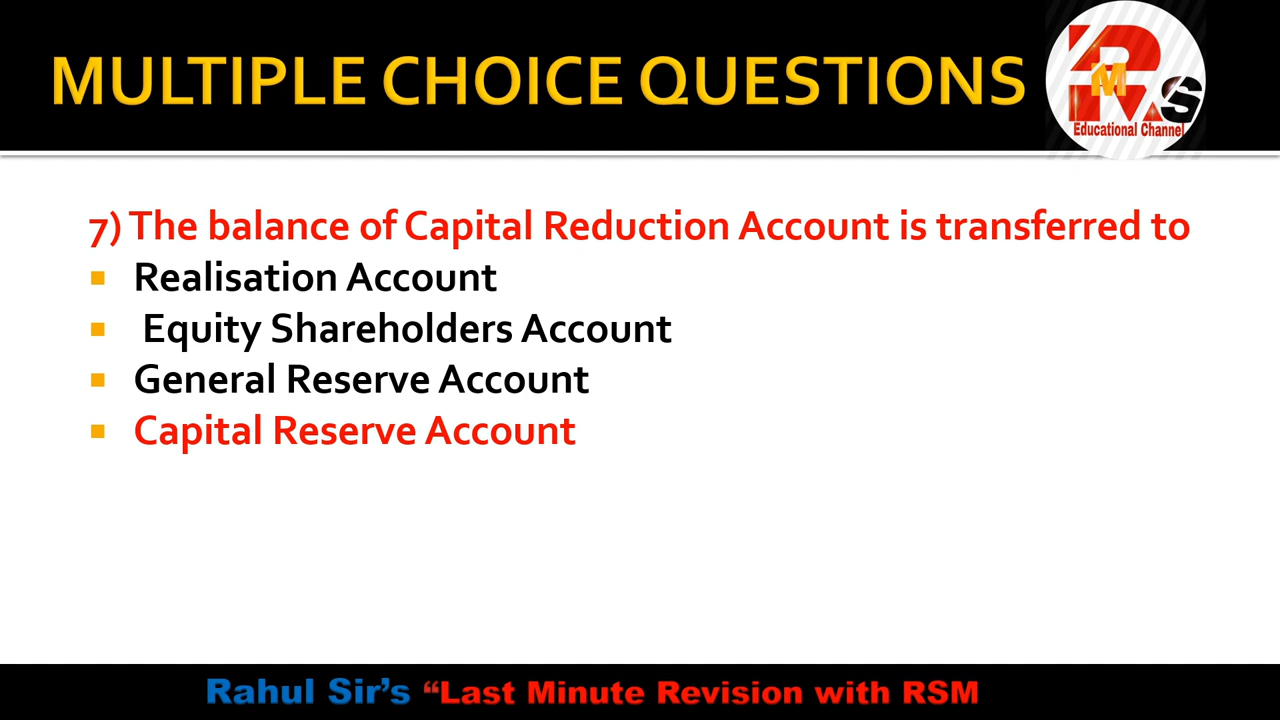 MULTIPLE CHOICE QUESTIONS
RMS
Educational Channel
7) The balance of Capital Reduction Account is transferred to
Realisation Account
Equity Shareholders Account
General Reserve Account
Capital Reserve Account
Rahul Sir’s “Last Minute Revision with RSM